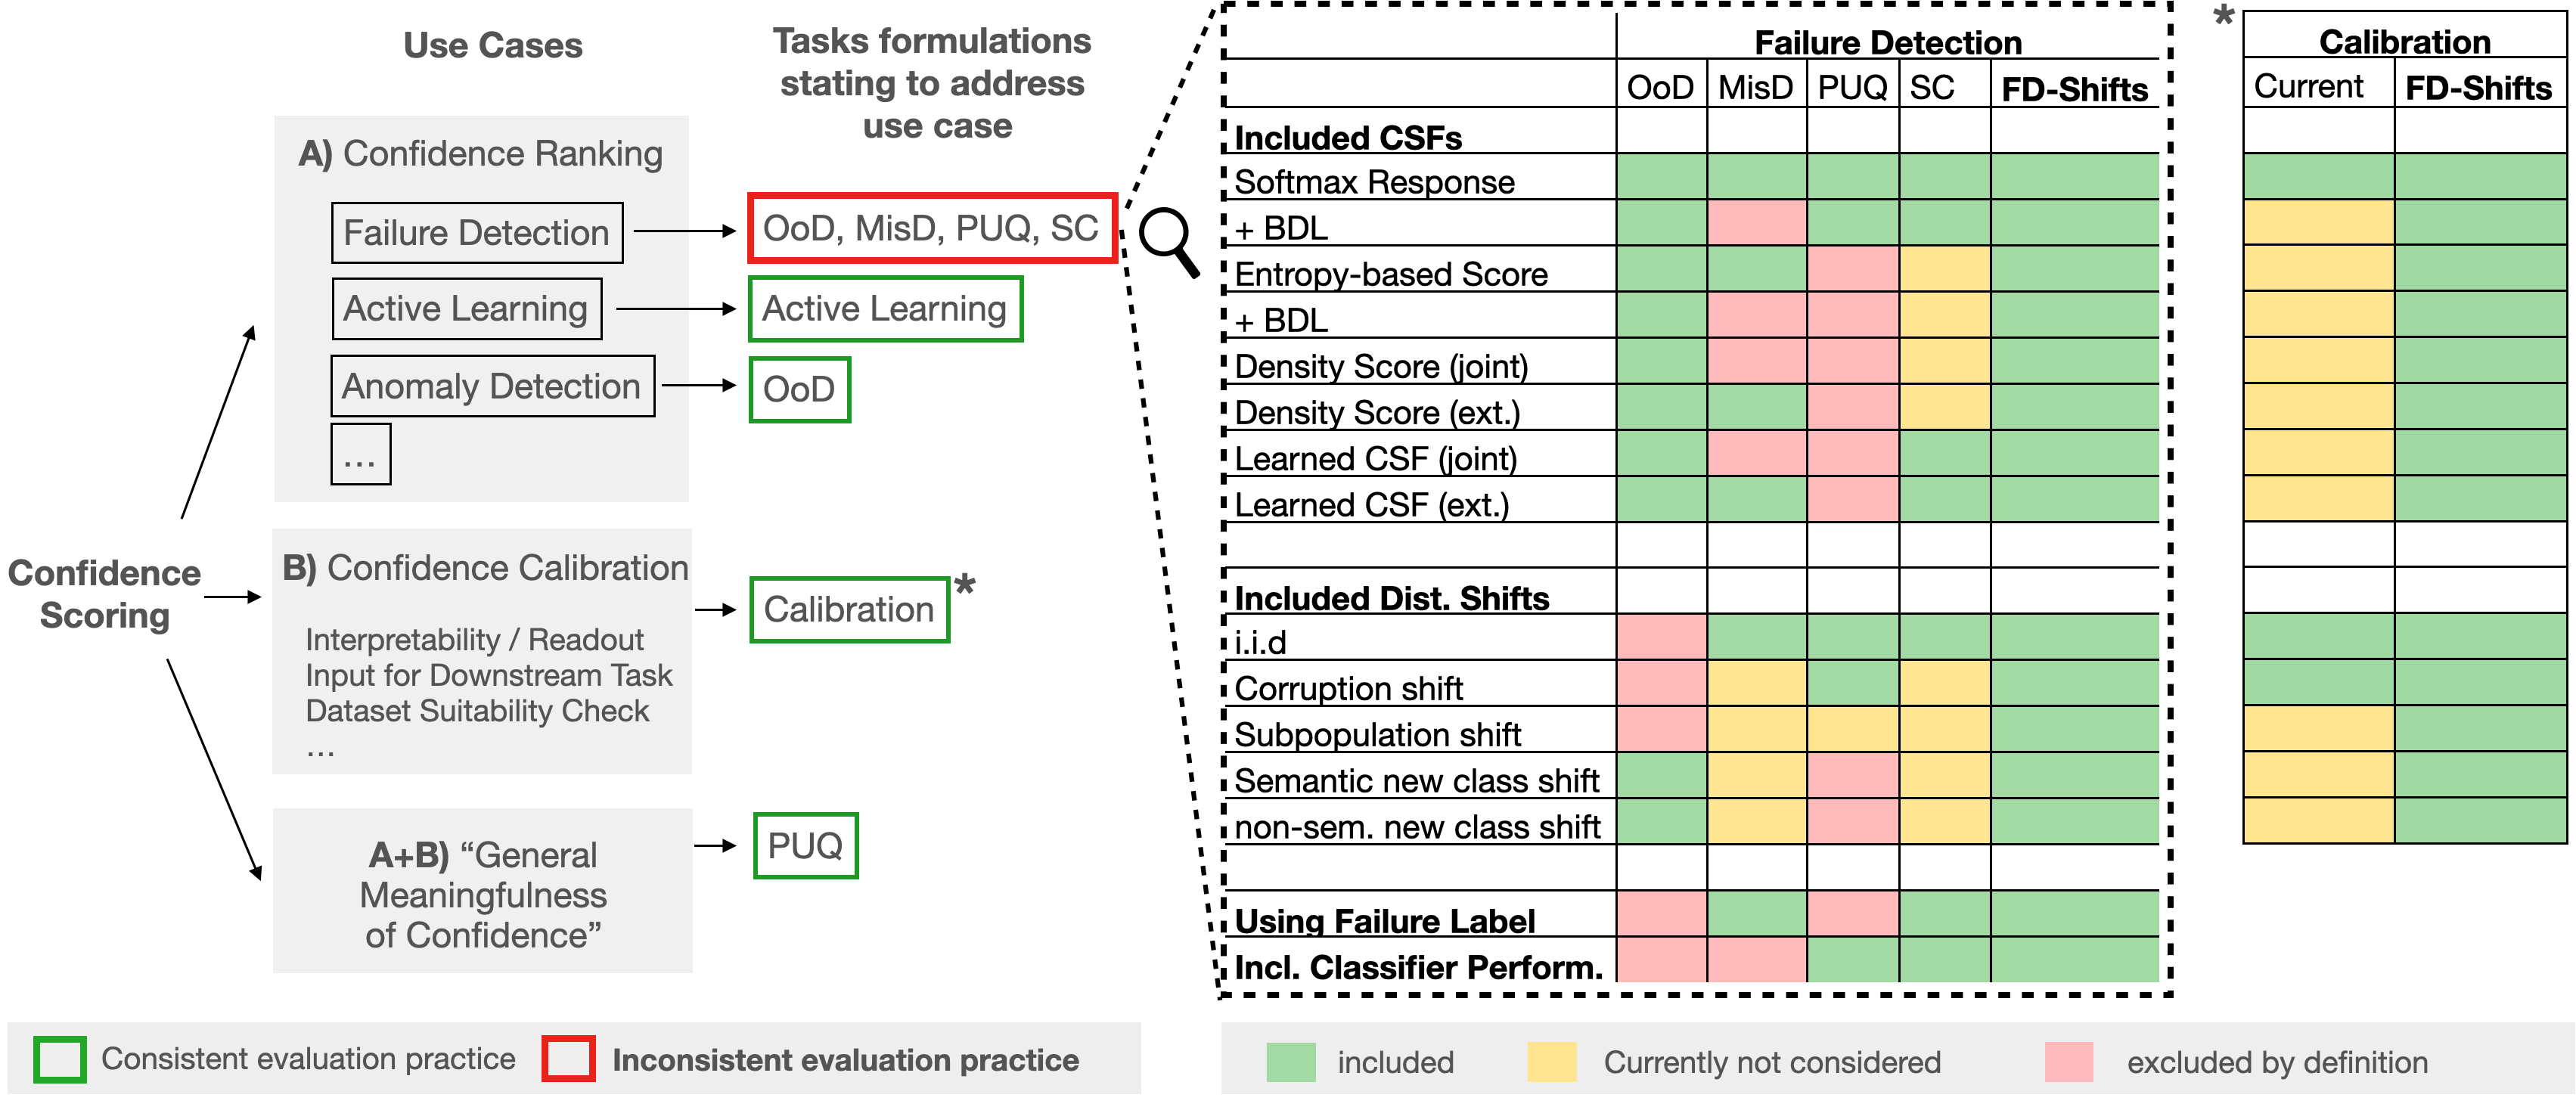 Use Cases
Tasks formulations
stating to address
use case
A) Confidence Ranking
Failure Detection
OoD, MisD, PUQ, SC
Active Learning
Active Learning
Anomaly Detection
OoD
...
Confidence
Scoring
B) Confidence Calibration
Interpretability / Readout
Input for Downstream Task
Dataset Suitability Check
...
Calibration
*
A+B) “General
Meaningfulness
of Confidence”
PUQ
Consistent evaluation practice
Inconsistent evaluation practice
Failure Detection
OoD MisD PUQ SC FD-Shifts
Included CSFs
Softmax Response
+ BDL
Entropy-based Score
+ BDL
Density Score (joint)
Density Score (ext.)
Learned CSF (joint)
Learned CSF (ext.)
Included Dist. Shifts
i.i.d
Corruption shift
Subpopulation shift
Semantic new class shift
non-sem. new class shift
Using Failure Label
Incl. Classifier Perform.
*
Calibration
Current FD-Shifts
included
Currently not considered
excluded by definition